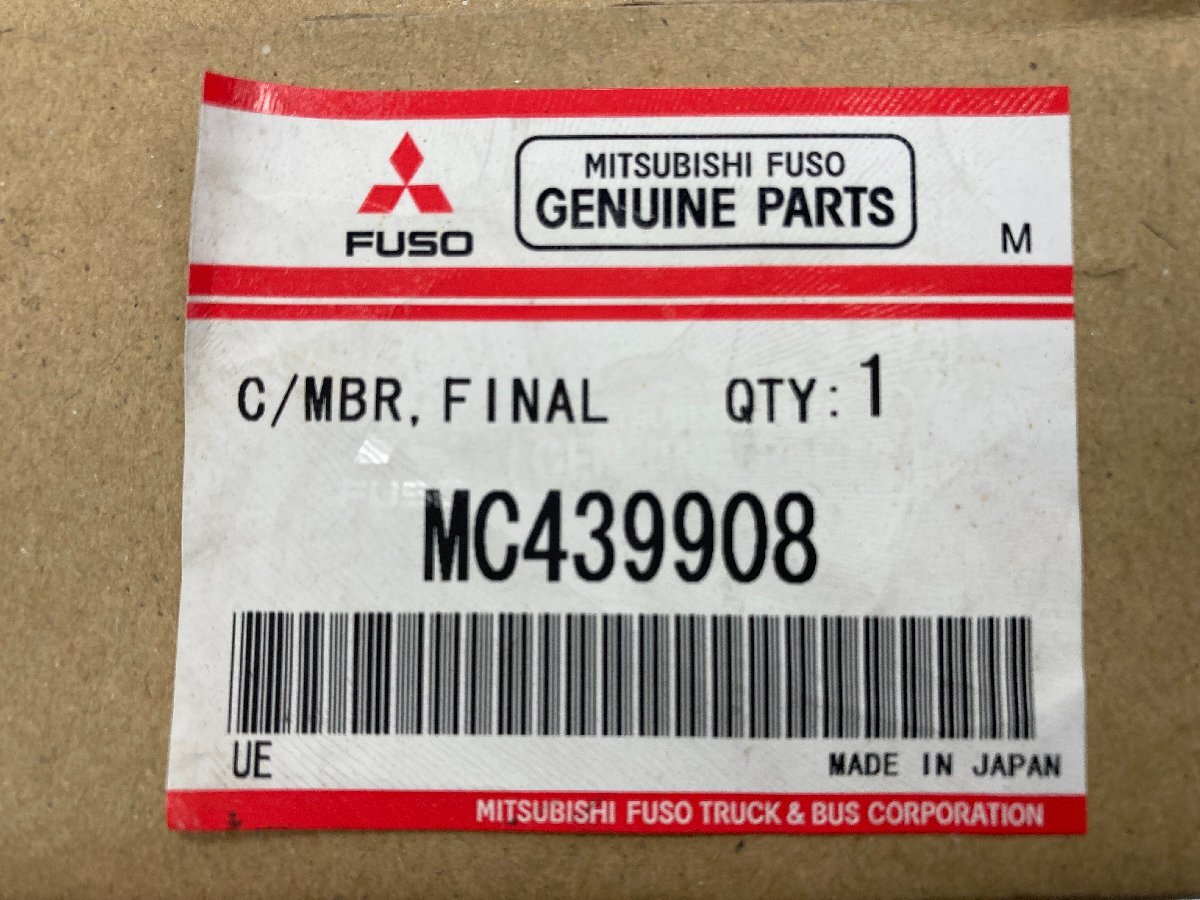 MITSUBISHI FUSO
GENUINE PARTS
FUSO
M
C/MBR, FINAL QTY: 1
MC439908
UE
MADE IN JAPAN
MITSUBISHI FUSO TRUCK & BUS CORPORATION